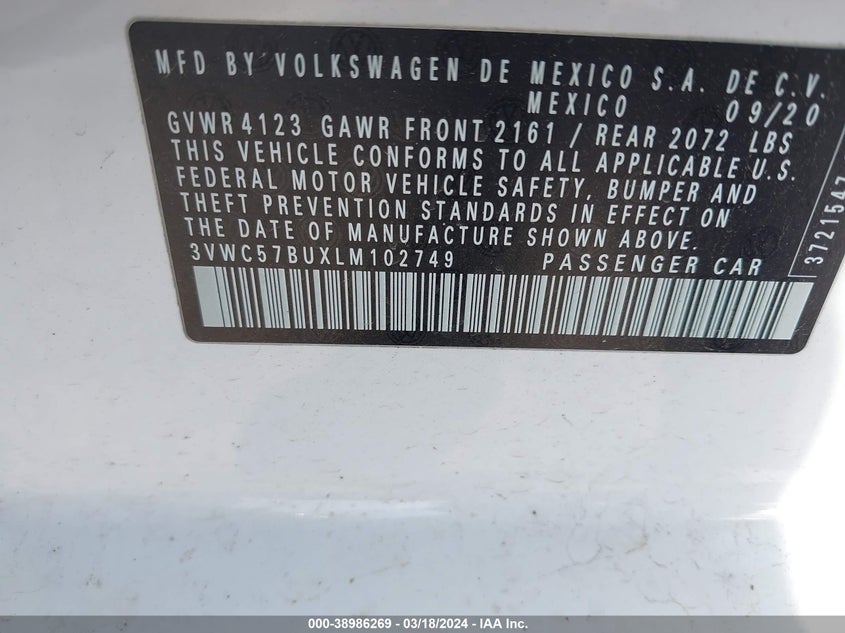 MFD BY VOLKSWAGEN DE MEXICO S.A. DE C.V.
MEXICO 09/20
GVWR 4123 GAWR FRONT 2161 / REAR 2072 LBS
THIS VEHICLE CONFORMS TO ALL APPLICABLE U.S.
FEDERAL MOTOR VEHICLE SAFETY, BUMPER AND
THEFT PREVENTION STANDARDS IN EFFECT ON
THE DATE OF MANUFACTURE SHOWN ABOVE.
3VWC57BUXLM102749 PASSENGER CAR
3721547
000-38986269 - 03/18/2024 - IAA Inc.